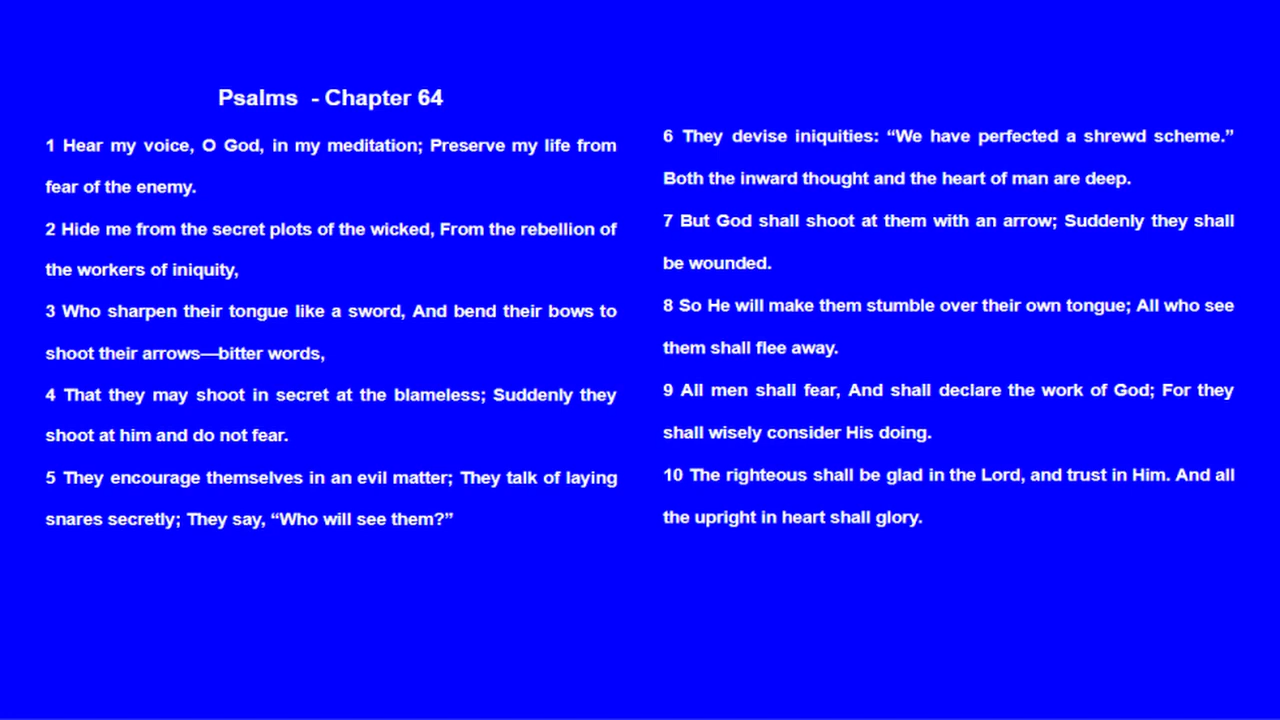 Psalms - Chapter 64
1 Hear my voice, O God, in my meditation; Preserve my life from
fear of the enemy.
2 Hide me from the secret plots of the wicked, From the rebellion of
the workers of iniquity,
3 Who sharpen their tongue like a sword, And bend their bows to
shoot their arrows—bitter words,
4 That they may shoot in secret at the blameless; Suddenly they
shoot at him and do not fear.
5 They encourage themselves in an evil matter; They talk of laying
snares secretly; They say, “Who will see them?”
6 They devise iniquities: “We have perfected a shrewd scheme.”
Both the inward thought and the heart of man are deep.
7 But God shall shoot at them with an arrow; Suddenly they shall
be wounded.
8 So He will make them stumble over their own tongue; All who see
them shall flee away.
9 All men shall fear, And shall declare the work of God; For they
shall wisely consider His doing.
10 The righteous shall be glad in the Lord, and trust in Him. And all
the upright in heart shall glory.